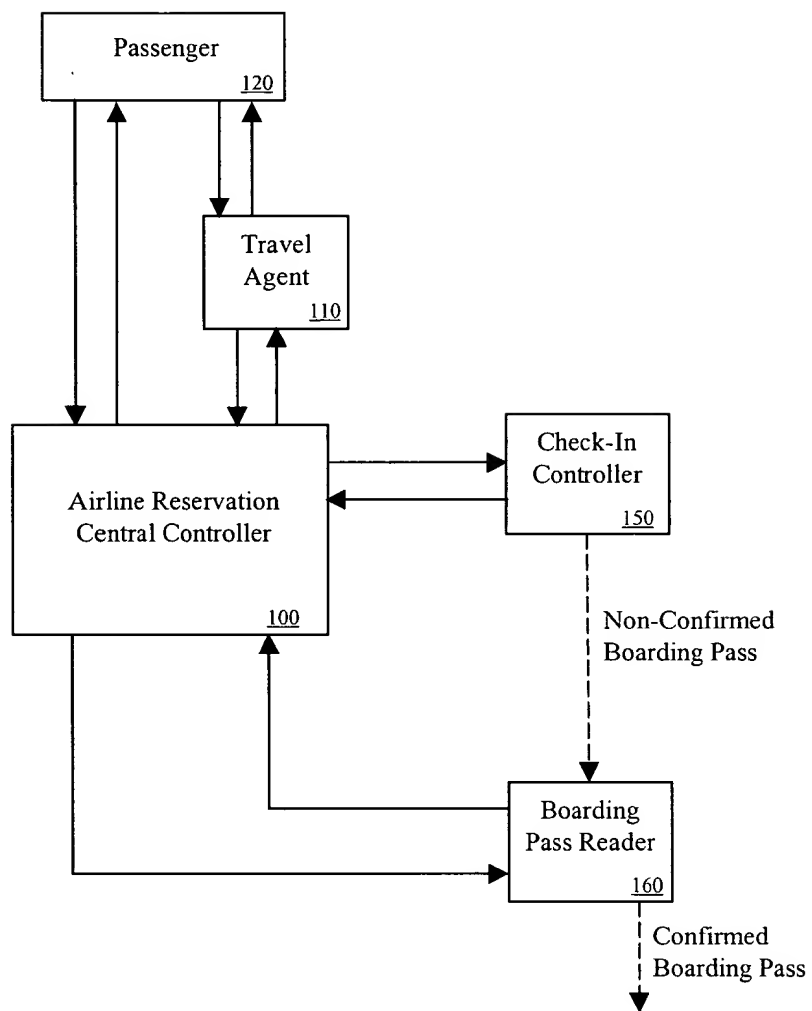 Passenger
120
Travel
Agent
110
Airline Reservation
Central Controller
100
Check-In
Controller
150
Non-Confirmed
Boarding Pass
Boarding
Pass Reader
160
Confirmed
Boarding Pass